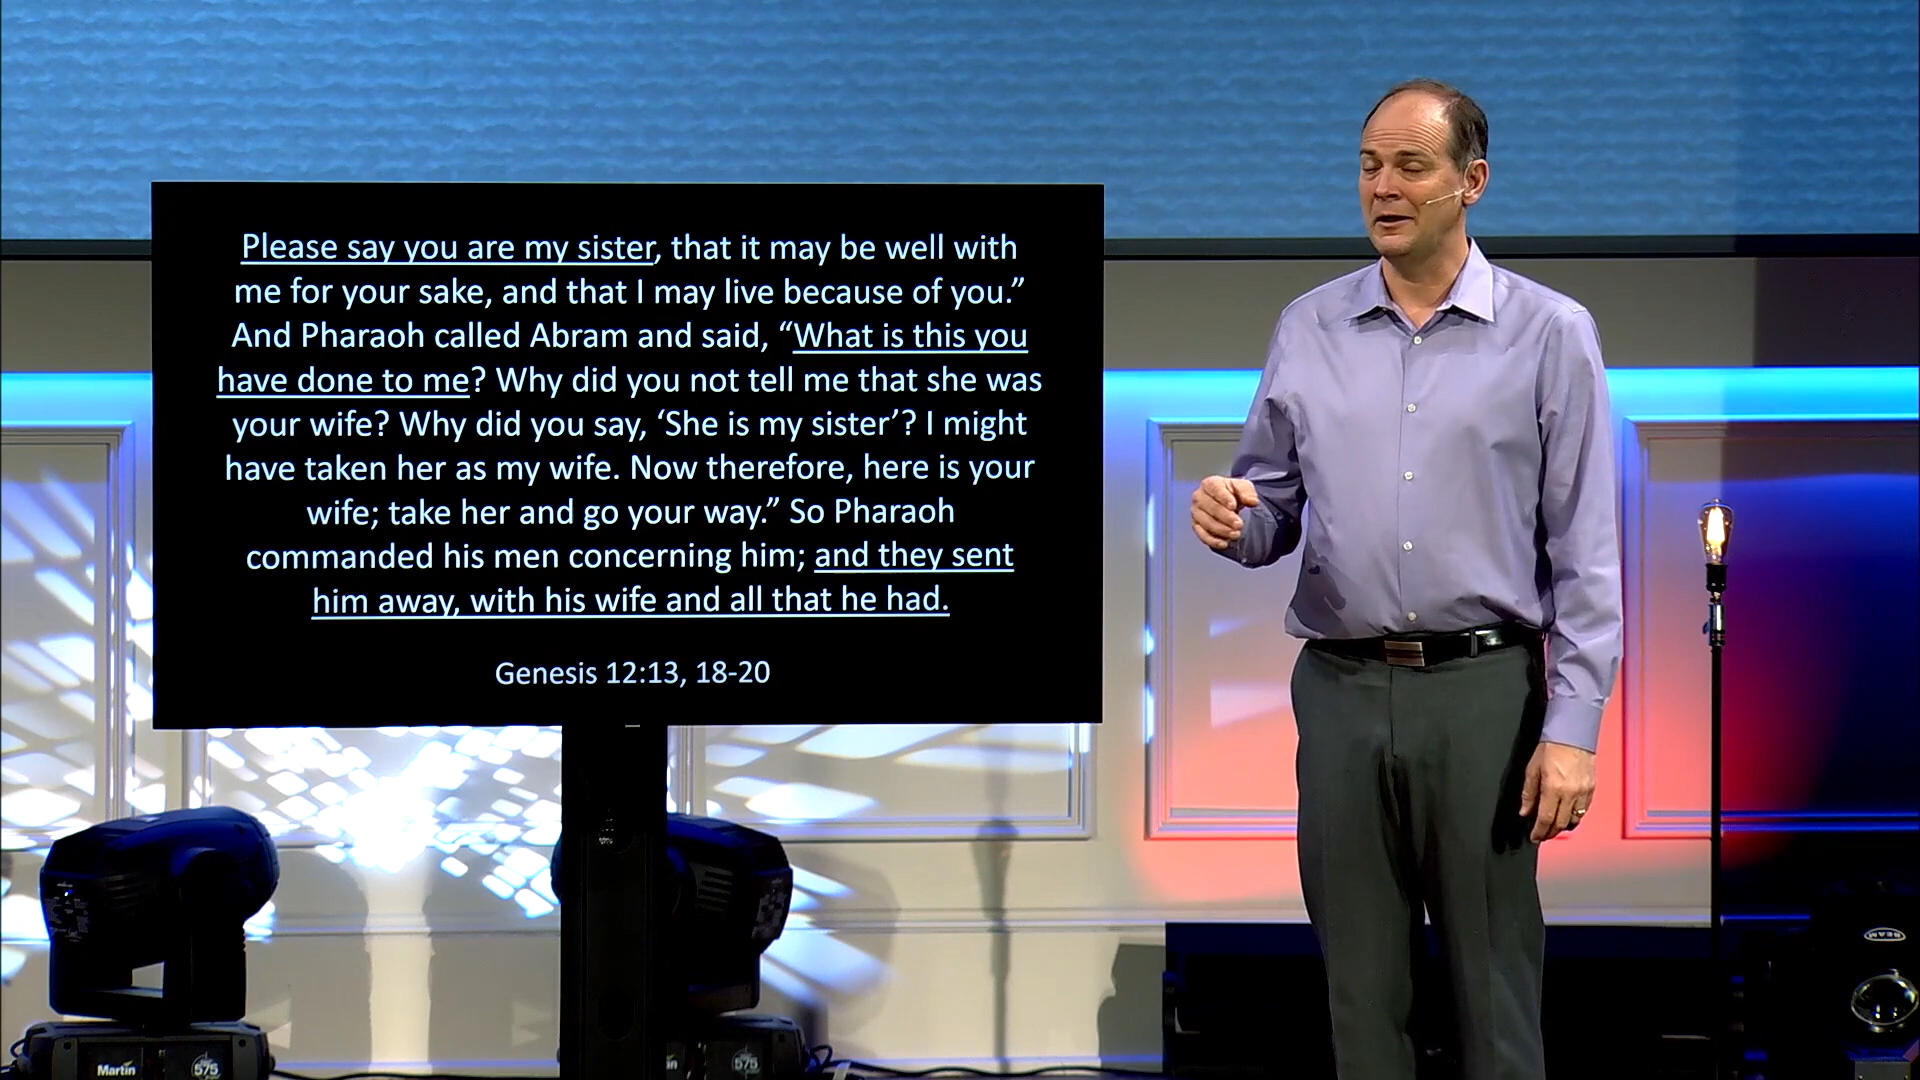 Please say you are my sister, that it may be well with
me for your sake, and that I may live because of you.”
And Pharaoh called Abram and said, “What is this you
have done to me? Why did you not tell me that she was
your wife? Why did you say, ‘She is my sister’? I might
have taken her as my wife. Now therefore, here is your
wife; take her and go your way.” So Pharaoh
commanded his men concerning him; and they sent
him away, with his wife and all that he had.
Genesis 12:13, 18-20
Martin
575
575
BEAM